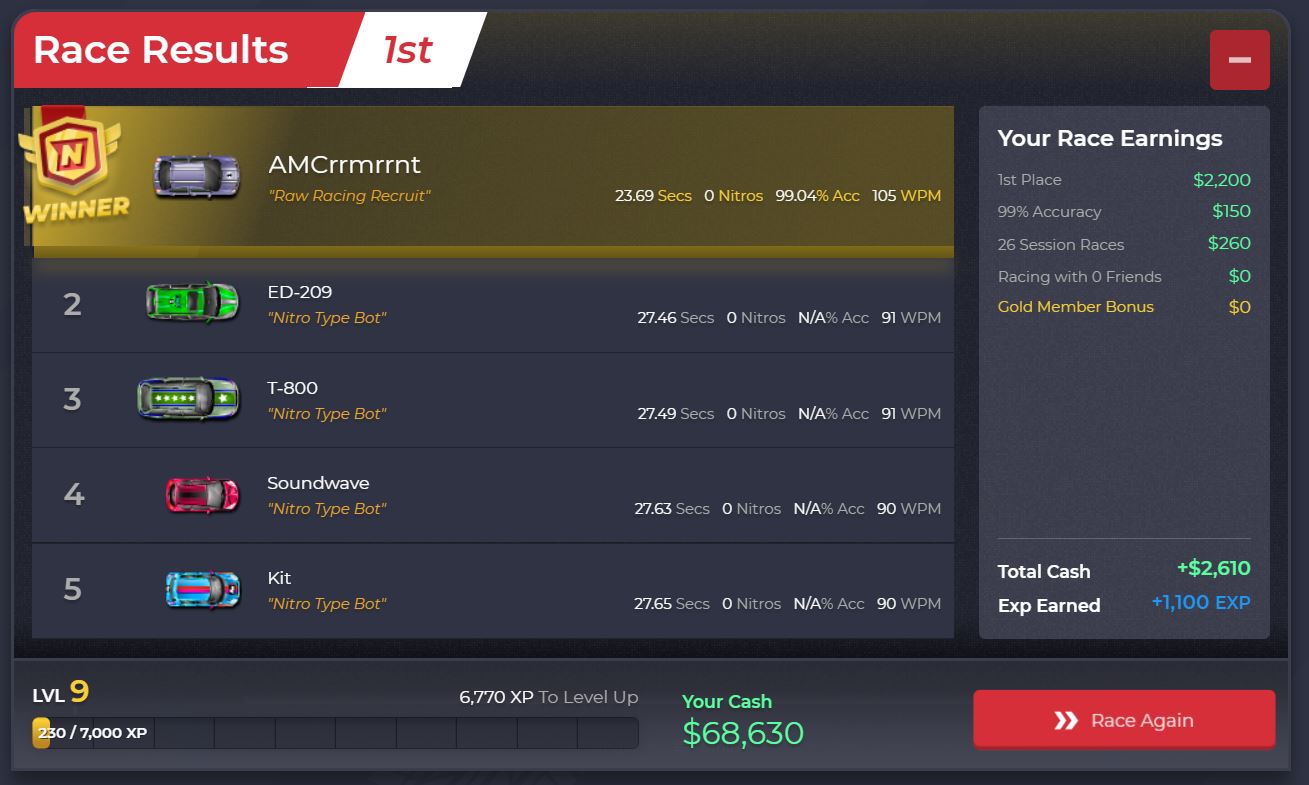 Race Results 1st
N
WINNER
AMCrrmrrnt
"Raw Racing Recruit" 23.69 Secs 0 Nitros 99.04% Acc 105 WPM
2 ED-209
"Nitro Type Bot" 27.46 Secs 0 Nitros N/A% Acc 91 WPM
3 T-800
"Nitro Type Bot" 27.49 Secs 0 Nitros N/A% Acc 91 WPM
4 Soundwave
"Nitro Type Bot" 27.63 Secs 0 Nitros N/A% Acc 90 WPM
5 Kit
"Nitro Type Bot" 27.65 Secs 0 Nitros N/A% Acc 90 WPM
Your Race Earnings
1st Place $2,200
99% Accuracy $150
26 Session Races $260
Racing with 0 Friends $0
Gold Member Bonus $0
Total Cash +$2,610
Exp Earned +1,100 EXP
LVL 9 6,770 XP To Level Up
230 / 7,000 XP
Your Cash
$68,630
Race Again